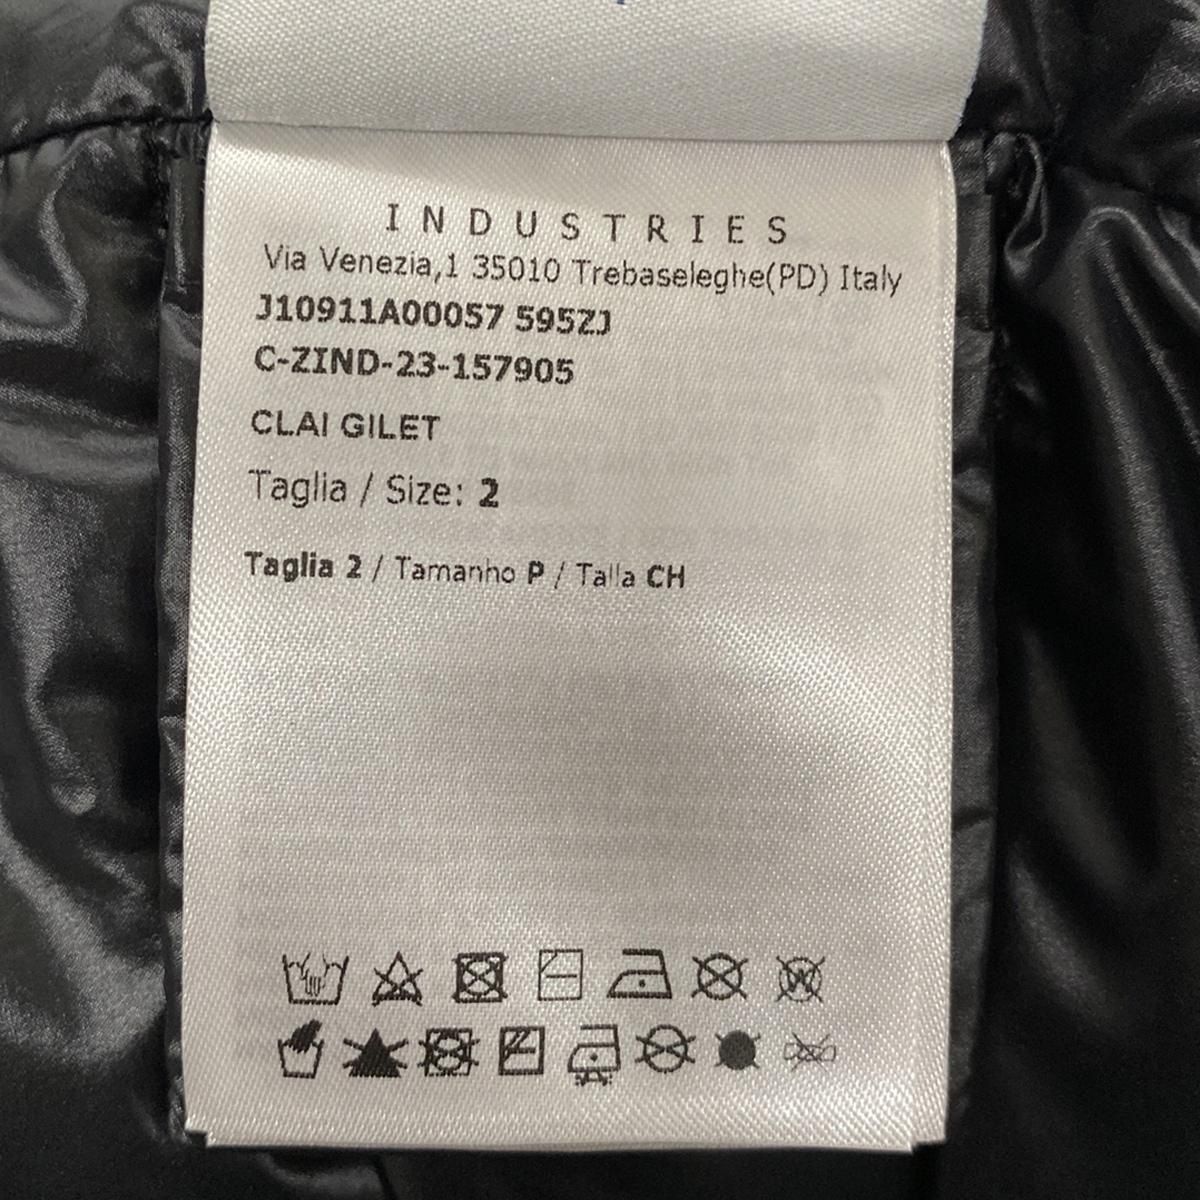 INDUSTRIES
Via Venezia,1 35010 Trebaseleghe(PD) Italy
J10911A00057 595ZJ
C-ZIND-23-157905
CLAI GILET
Taglia / Size: 2
Taglia 2 / Tamanho P / Talla CH
W